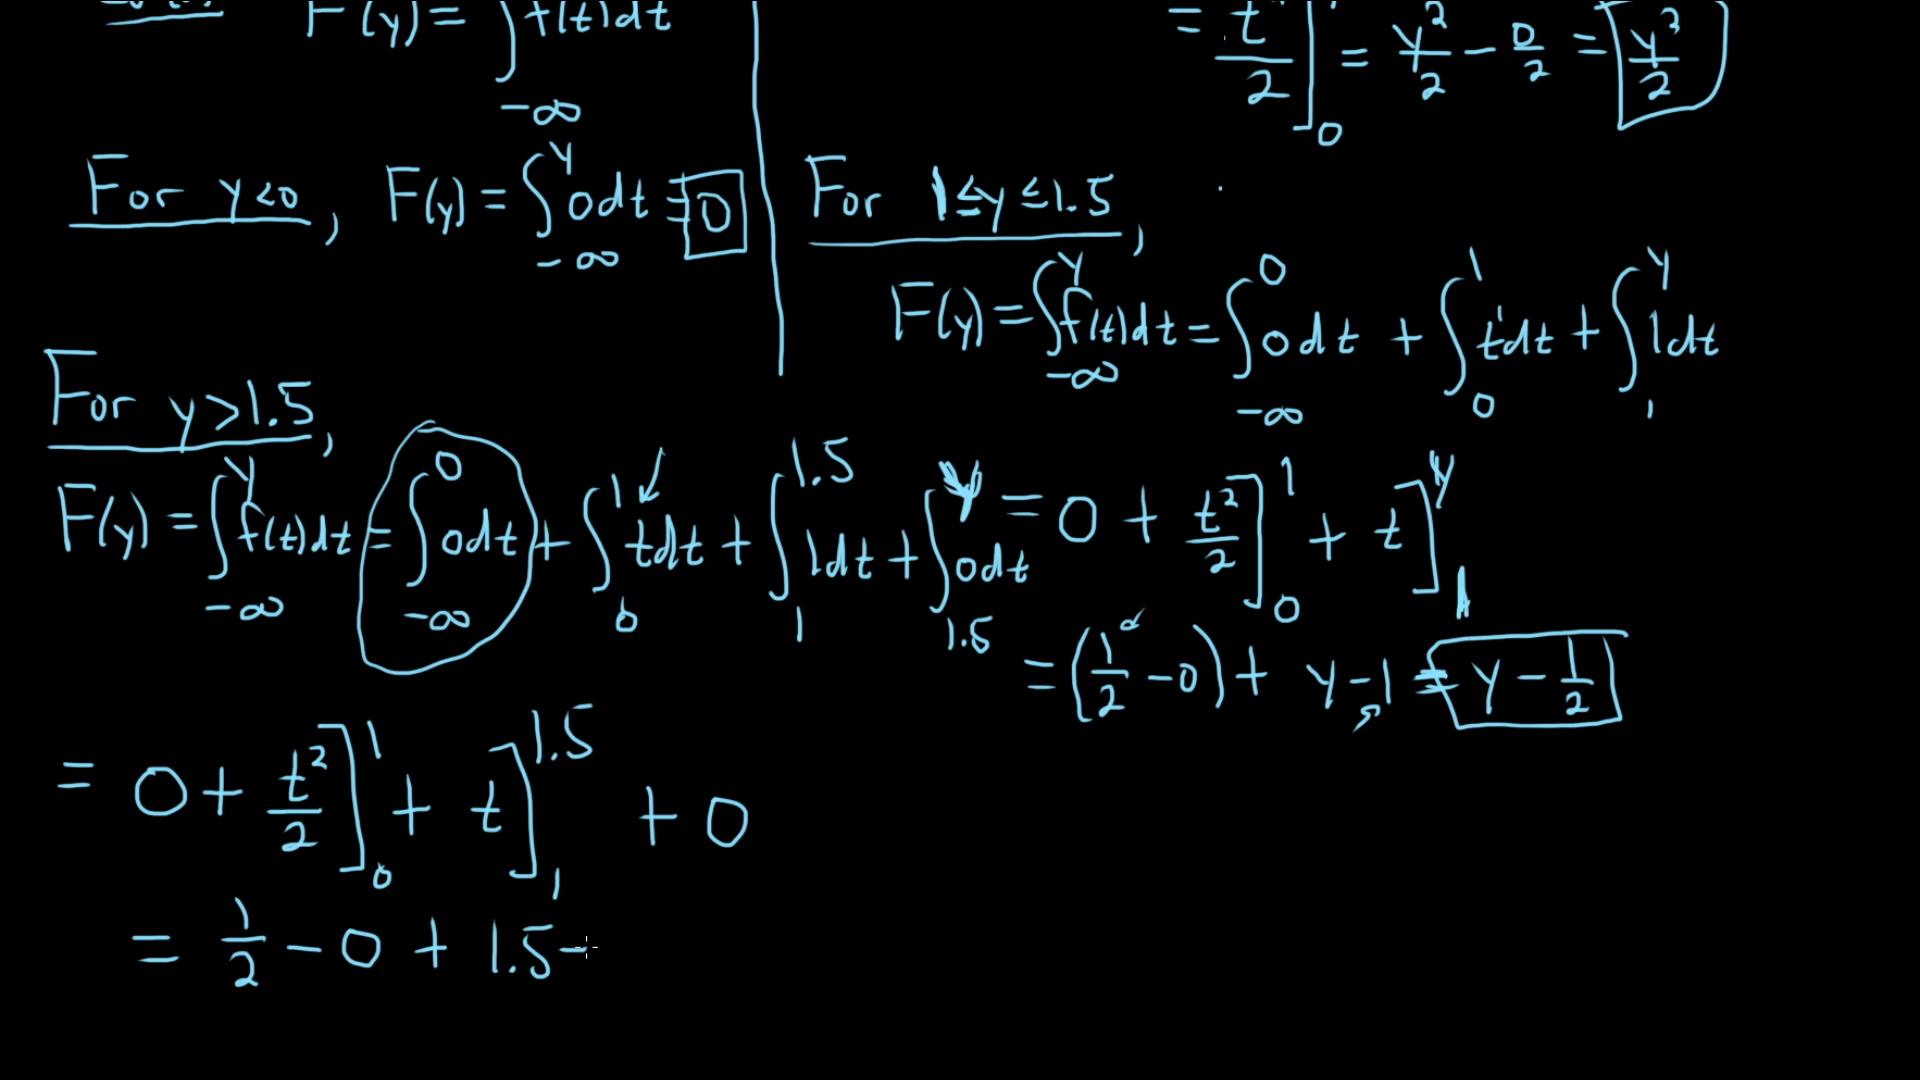 F(y) = ∫_{-∞} f(t)dt
For y<0, F(y) = ∫_{-∞}^{y} 0dt = 0
= t/2 ]_0 = y²/2 - 0/2 = y²/2
For 1≤y≤1.5,
F(y) = ∫_{-∞}^{y} f(t)dt = ∫_{-∞}^{0} 0dt + ∫_{0}^{1} t¹dt + ∫_{1}^{y} 1dt
= 0 + t²/2 ]_0^1 + t ]_1^y
= (1/2 - 0) + y - 1 = y - 1/2
For y>1.5,
F(y) = ∫_{-∞}^{y} f(t)dt = ∫_{-∞}^{0} 0dt + ∫_{0}^{1} tdt + ∫_{1}^{1.5} 1dt + ∫_{1.5}^{y} 0dt
= 0 + t²/2 ]_0^1 + t ]_1^{1.5} + 0
= 1/2 - 0 + 1.5 -